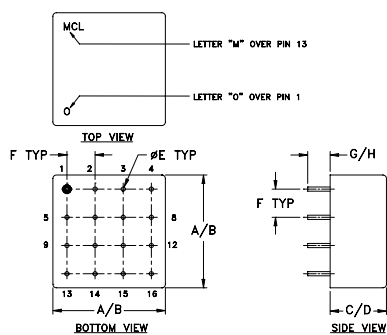 MCL
LETTER "M" OVER PIN 13
O
LETTER "O" OVER PIN 1
TOP VIEW
F TYP
ØE TYP
G/H
1 2 3 4
F TYP
5 8
A/B
9 12
13 14 15 16
A/B
C/D
BOTTOM VIEW
SIDE VIEW